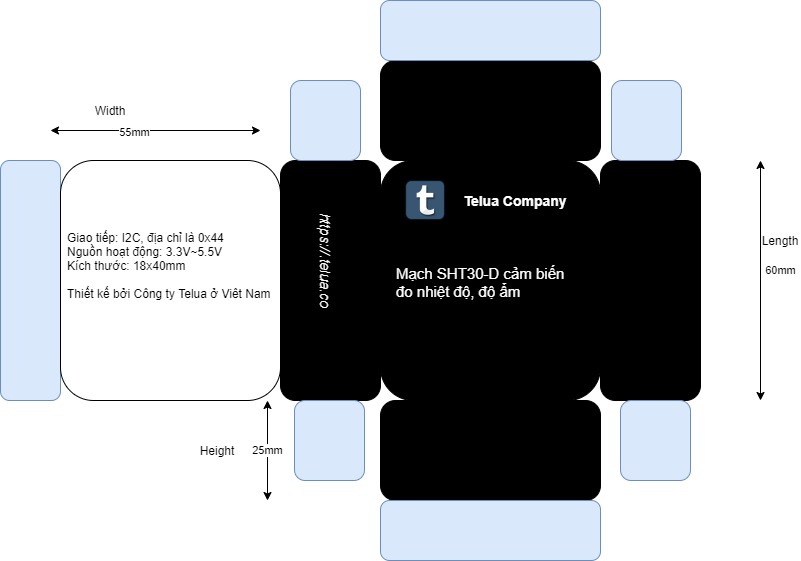 Width
55mm
t
Telua Company
https://telua.co
Giao tiếp: I2C, địa chỉ là 0x44
Nguồn hoạt động: 3.3V~5.5V
Kích thước: 18x40mm
Thiết kế bởi Công ty Telua ở Việt Nam
Mạch SHT30-D cảm biến
đo nhiệt độ, độ ẩm
Length
60mm
Height
25mm